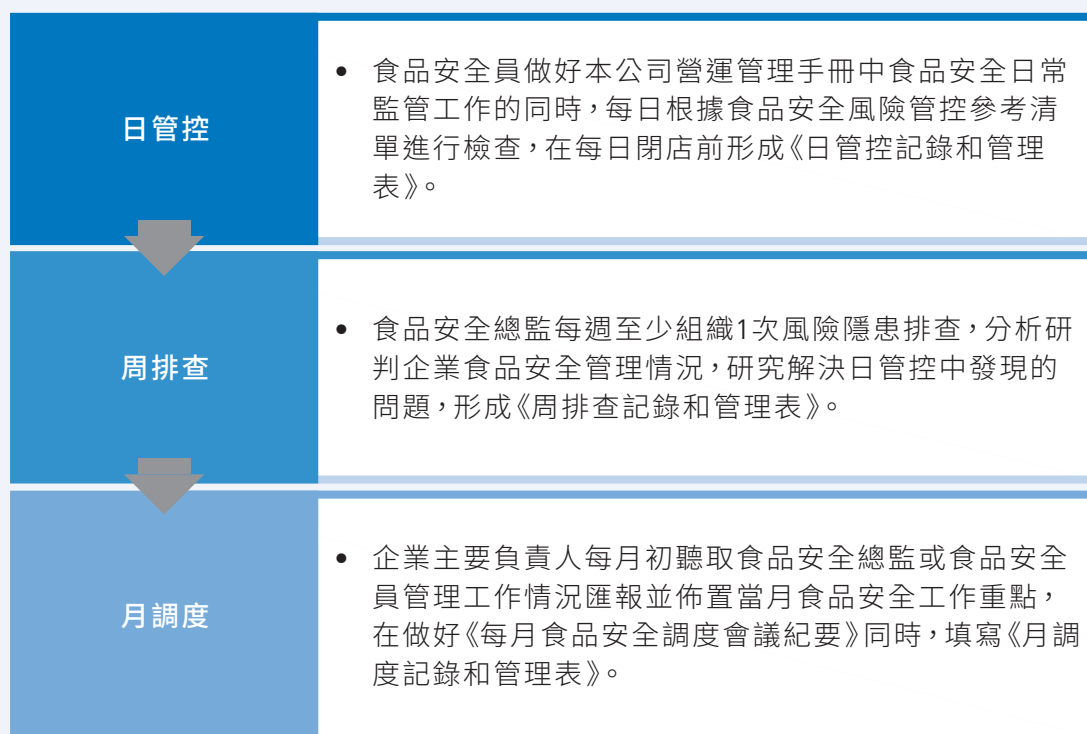 日管控
• 食品安全員做好本公司營運管理手冊中食品安全日常
監管工作的同時，每日根據食品安全風險管控參考清
單進行檢查，在每日閉店前形成《日管控記錄和管理
表》。
周排查
• 食品安全總監每週至少組織1次風險隱患排查，分析研
判企業食品安全管理情況，研究解決日管控中發現的
問題，形成《周排查記錄和管理表》。
月調度
• 企業主要負責人每月初聽取食品安全總監或食品安全
員管理工作情況匯報並佈置當月食品安全工作重點，
在做好《每月食品安全調度會議紀要》同時，填寫《月調
度記錄和管理表》。